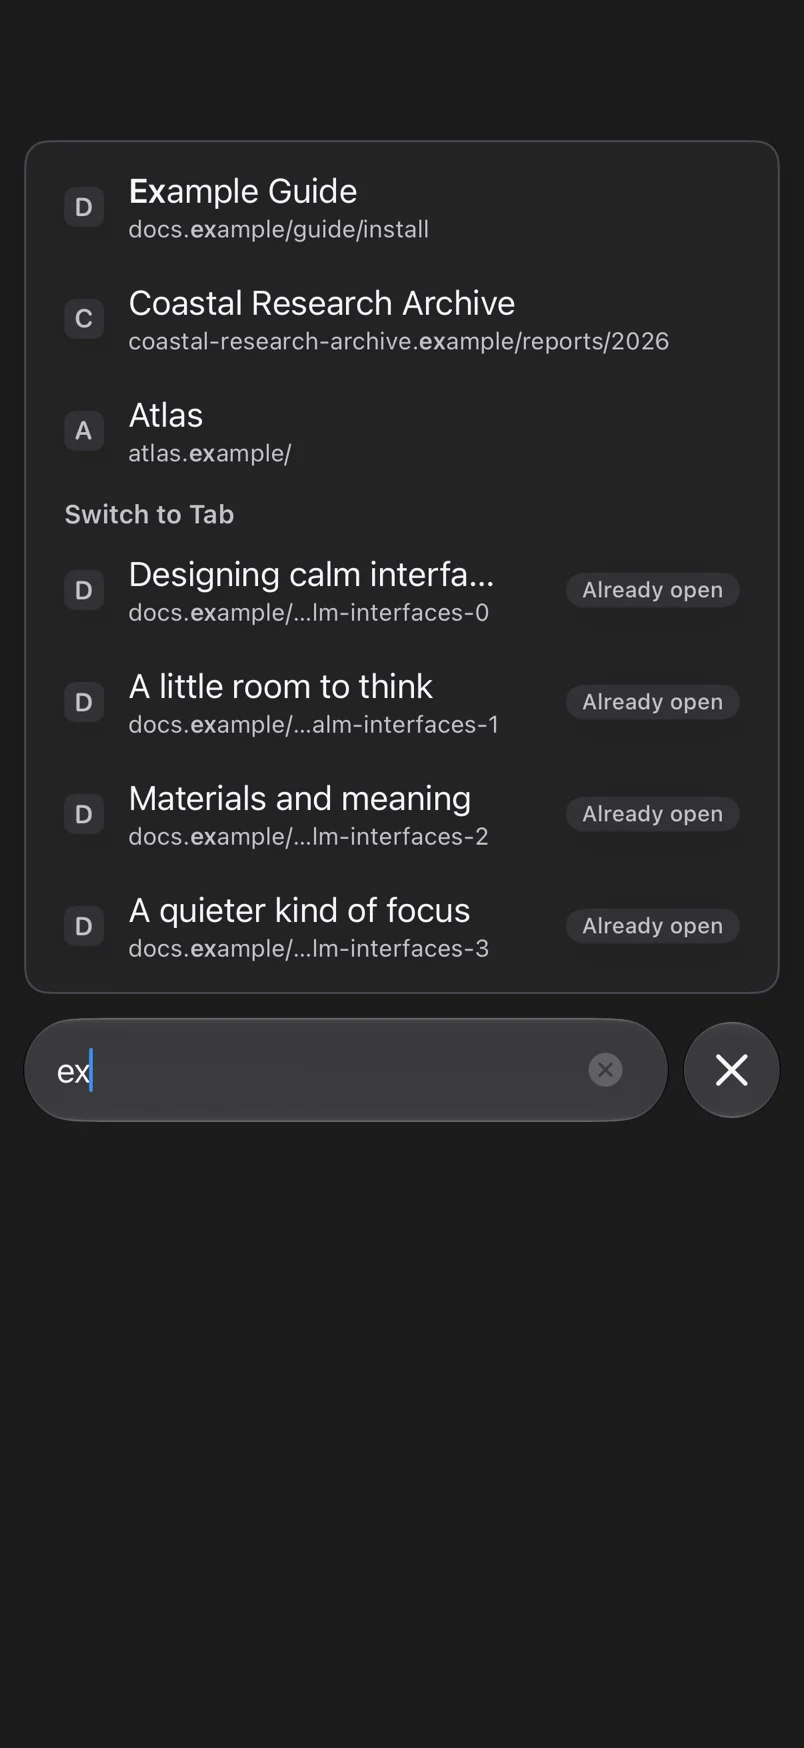 D
Example Guide
docs.example/guide/install
C
Coastal Research Archive
coastal-research-archive.example/reports/2026
A
Atlas
atlas.example/
Switch to Tab
D
Designing calm interfa...
docs.example/...lm-interfaces-0
Already open
D
A little room to think
docs.example/...alm-interfaces-1
Already open
D
Materials and meaning
docs.example/...lm-interfaces-2
Already open
D
A quieter kind of focus
docs.example/...lm-interfaces-3
Already open
ex